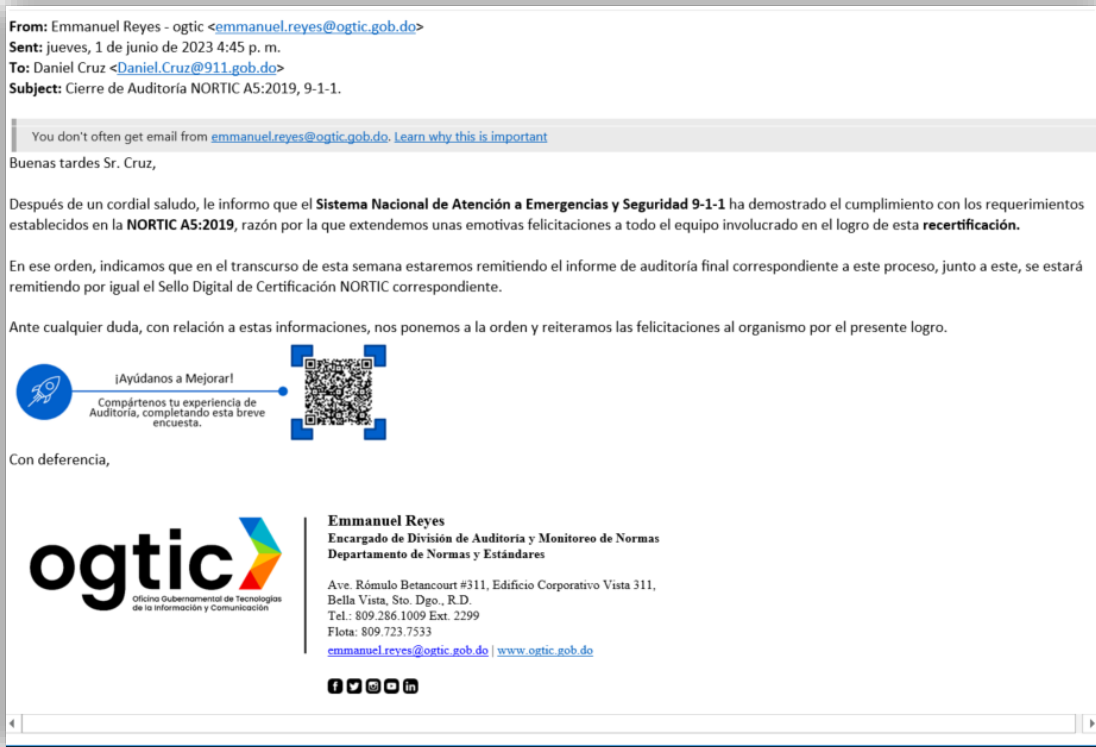 From: Emmanuel Reyes - ogtic <emmanuel.reyes@ogtic.gob.do>
Sent: jueves, 1 de junio de 2023 4:45 p. m.
To: Daniel Cruz <Daniel.Cruz@911.gob.do>
Subject: Cierre de Auditoría NORTIC A5:2019, 9-1-1.
You don't often get email from emmanuel.reyes@ogtic.gob.do. Learn why this is important
Buenas tardes Sr. Cruz,
Después de un cordial saludo, le informo que el Sistema Nacional de Atención a Emergencias y Seguridad 9-1-1 ha demostrado el cumplimiento con los requerimientos
establecidos en la NORTIC A5:2019, razón por la que extendemos unas emotivas felicitaciones a todo el equipo involucrado en el logro de esta recertificación.
En ese orden, indicamos que en el transcurso de esta semana estaremos remitiendo el informe de auditoría final correspondiente a este proceso, junto a este, se estará
remitiendo por igual el Sello Digital de Certificación NORTIC correspondiente.
Ante cualquier duda, con relación a estas informaciones, nos ponemos a la orden y reiteramos las felicitaciones al organismo por el presente logro.
¡Ayúdanos a Mejorar!
Compártenos tu experiencia de
Auditoría, completando esta breve
encuesta.
Con deferencia,
ogtic
Oficina Gubernamental de Tecnologías
de la Información y Comunicación
Emmanuel Reyes
Encargado de División de Auditoría y Monitoreo de Normas
Departamento de Normas y Estándares
Ave. Rómulo Betancourt #311, Edificio Corporativo Vista 311,
Bella Vista, Sto. Dgo., R.D.
Tel.: 809.286.1009 Ext. 2299
Flota: 809.723.7533
emmanuel.reyes@ogtic.gob.do | www.ogtic.gob.do